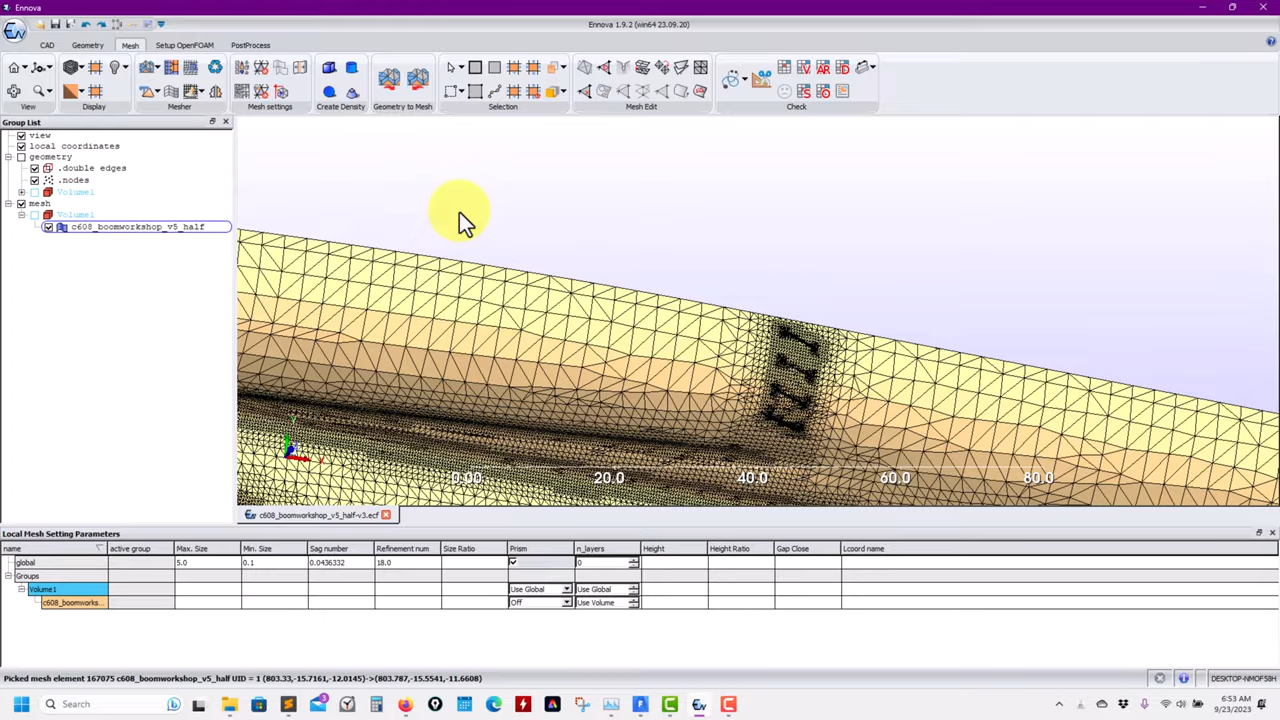 Ennova
Ennova 1.9.2 (win64 23.09.20)
CAD Geometry Mesh Setup OpenFOAM PostProcess
View Display Mesher Mesh settings Create Density Geometry to Mesh Selection Mesh Edit Check
Group List
view
local coordinates
geometry
.double edges
.nodes
Volume1
mesh
Volume1
c608_boomworkshop_v5_half
0.00 20.0 40.0 60.0 80.0
c608_boomworkshop_v5_half-v3.ecf
Local Mesh Setting Parameters
name active group Max. Size Min. Size Sag number Refinement num Size Ratio Prism n_layers Height Height Ratio Gap Close Lcoord name
global 5.0 0.1 0.0436332 18.0 0
Groups
Volume1 Use Global Use Global
c608_boomworks... Off Use Volume
Picked mesh element 167075 c608_boomworkshop_v5_half UID = 1 (803.33,-15.7161,-12.0145)->(803.787,-15.5541,-11.6608)
DESKTOP-NMOF58H
Search
3
6:53 AM
9/23/2023